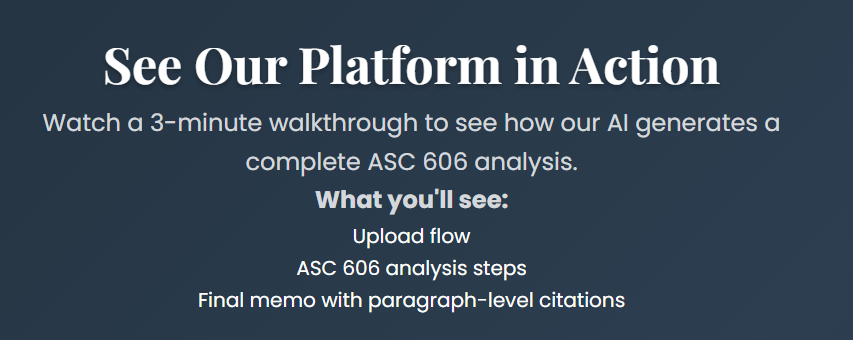 See Our Platform in Action
Watch a 3-minute walkthrough to see how our AI generates a
complete ASC 606 analysis.
What you'll see:
Upload flow
ASC 606 analysis steps
Final memo with paragraph-level citations